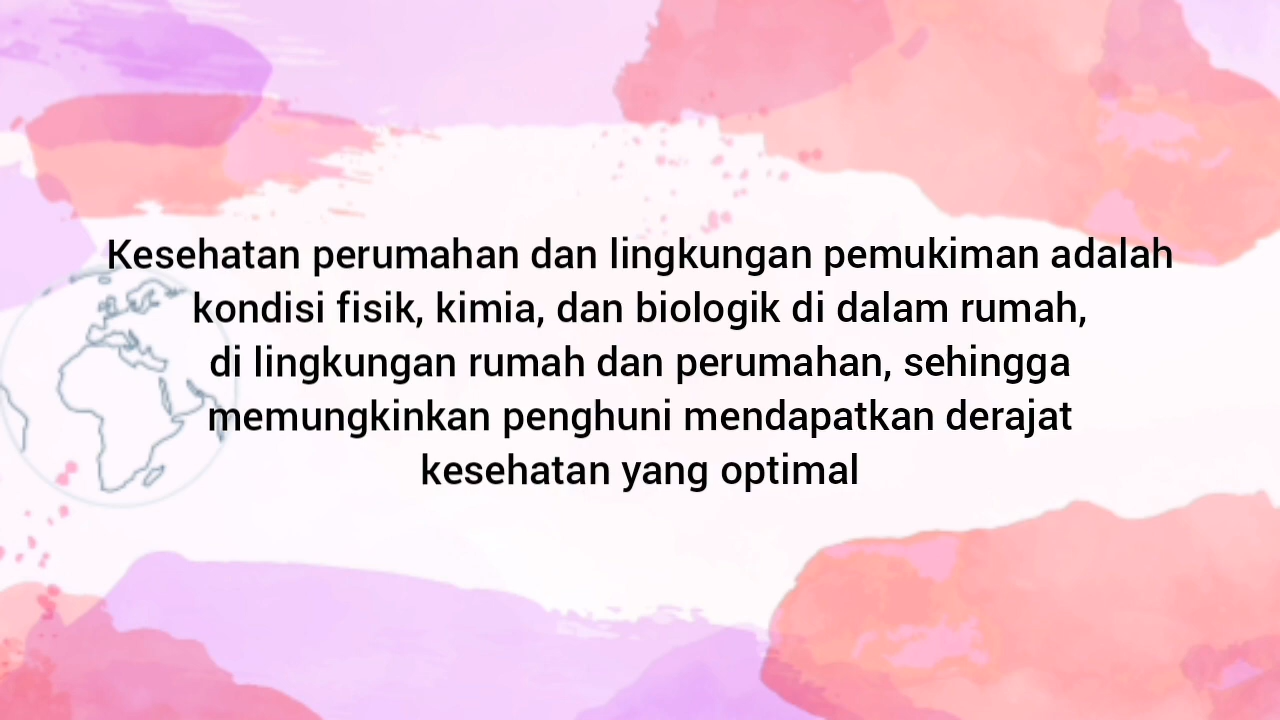 Kesehatan perumahan dan lingkungan pemukiman adalah
kondisi fisik, kimia, dan biologik di dalam rumah,
di lingkungan rumah dan perumahan, sehingga
memungkinkan penghuni mendapatkan derajat
kesehatan yang optimal